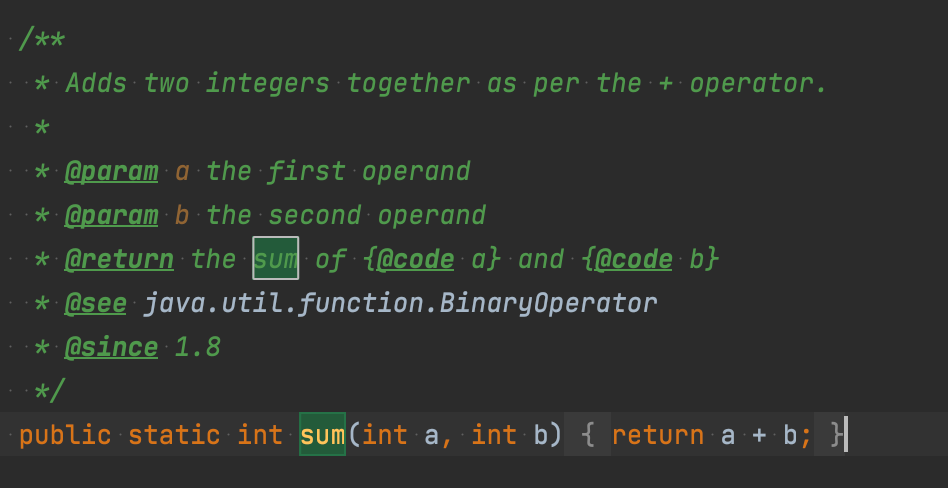 /**
* Adds two integers together as per the + operator.
*
* @param a the first operand
* @param b the second operand
* @return the sum of {@code a} and {@code b}
* @see java.util.function.BinaryOperator
* @since 1.8
*/
public static int sum(int a, int b) { return a + b; }